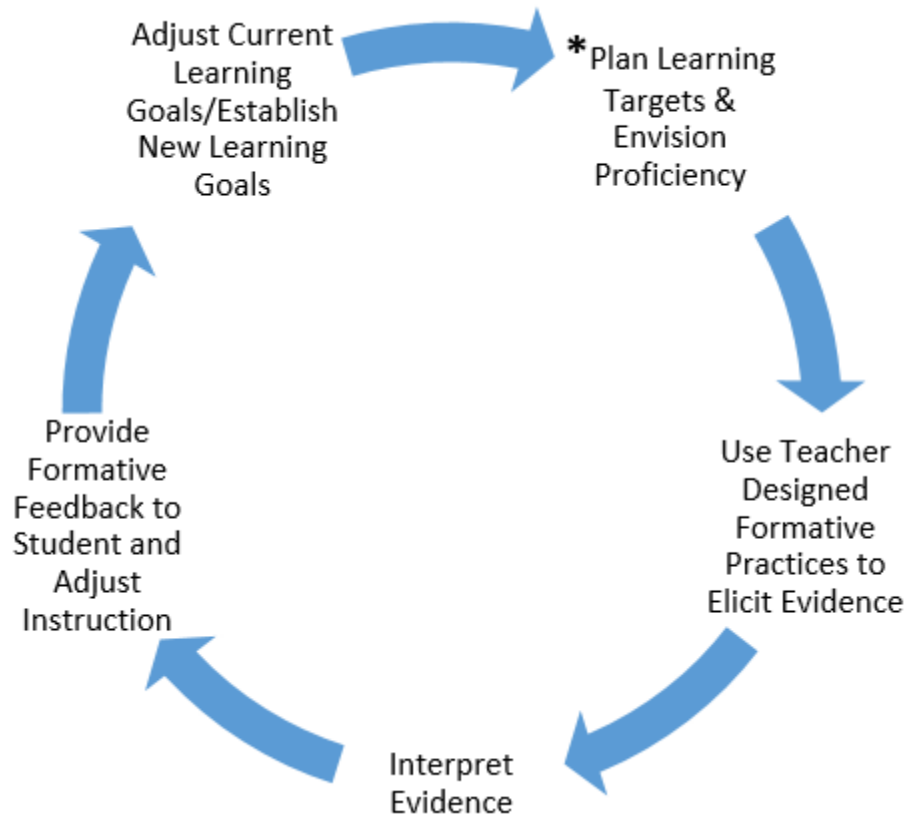 Adjust Current
Learning
Goals/Establish
New Learning
Goals
*Plan Learning
Targets &
Envision
Proficiency
Use Teacher
Designed
Formative
Practices to
Elicit Evidence
Interpret
Evidence
Provide
Formative
Feedback to
Student and
Adjust
Instruction